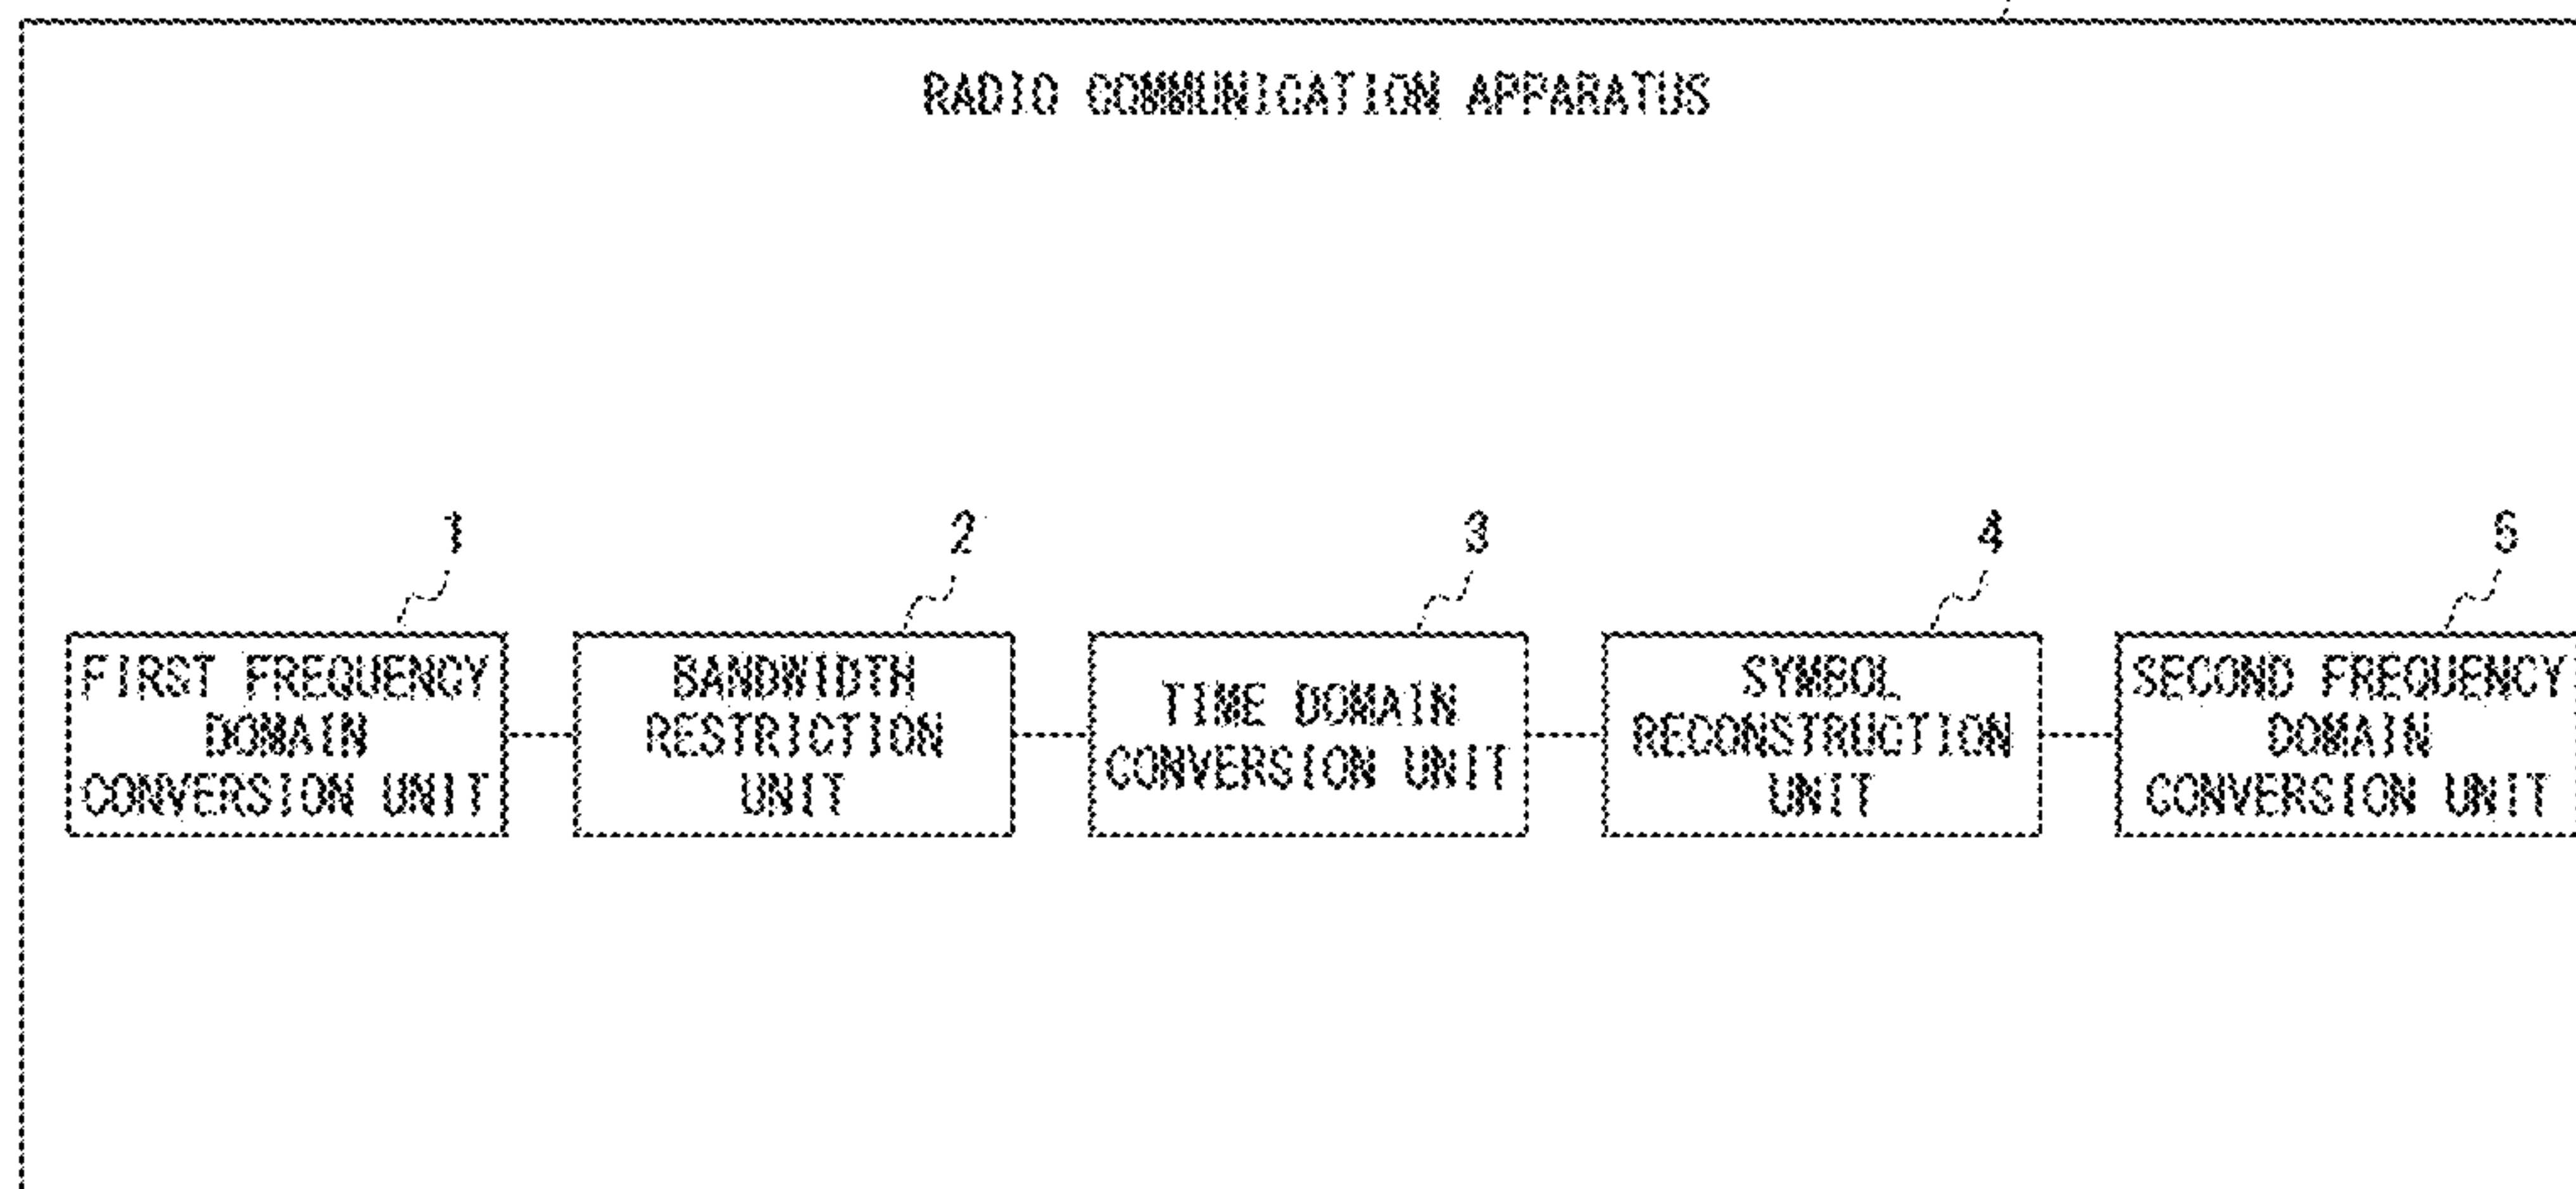 RADIO COMMUNICATION APPARATUS
1
2
3
4
5
FIRST FREQUENCY
DOMAIN
CONVERSION UNIT
BANDWIDTH
RESTRICTION
UNIT
TIME DOMAIN
CONVERSION UNIT
SYMBOL
RECONSTRUCTION
UNIT
SECOND FREQUENCY
DOMAIN
CONVERSION UNIT